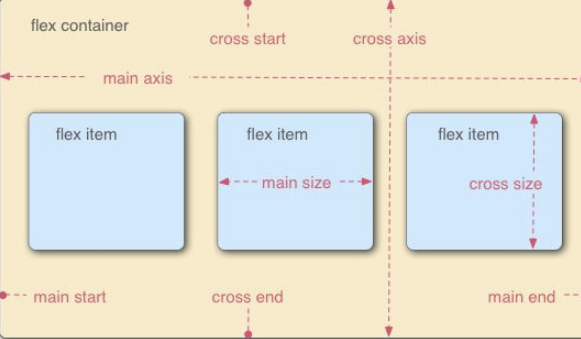 flex container
cross start
cross axis
main axis
flex item
flex item
flex item
main size
cross size
main start
cross end
main end